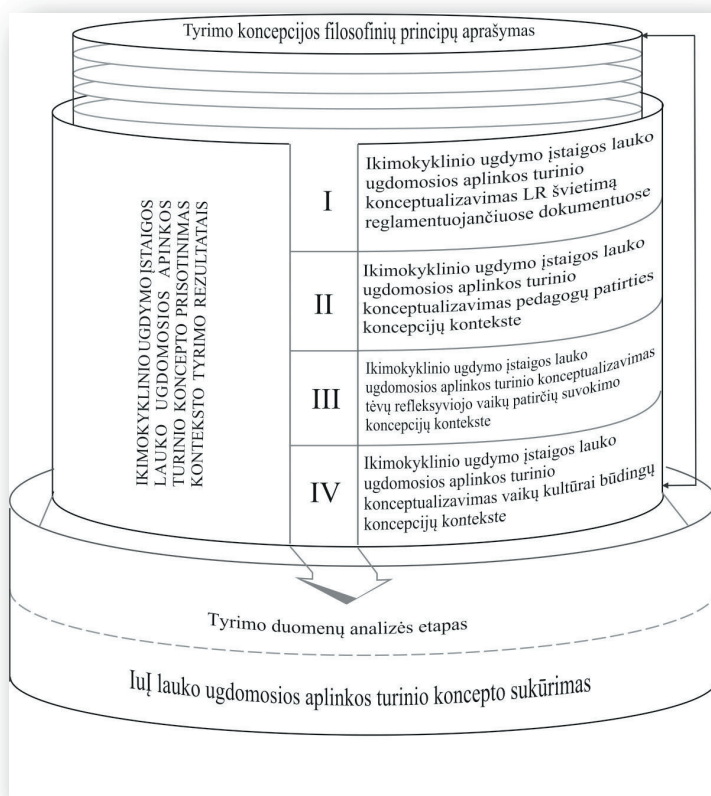 Tyrimo koncepcijos filosofinių principų aprašymas
IKIMOKYKLINIO UGDYMO ĮSTAIGOS
LAUKO UGDOMOSIOS APINKOS
TURINIO KONCEPTO PRISOTINIMAS
KONTEKSTO TYRIMO REZULTATAIS
I
Ikimokyklinio ugdymo įstaigos lauko
ugdomosios aplinkos turinio
konceptualizavimas LR švietimą
reglamentuojančiuose dokumentuose
II
Ikimokyklinio ugdymo įstaigos lauko
ugdomosios aplinkos turinio
konceptualizavimas pedagogų patirties
koncepcijų kontekste
III
Ikimokyklinio ugdymo įstaigos lauko
ugdomosios aplinkos turinio konceptualizavimas
tėvų refleksyviojo vaikų patirčių suvokimo
koncepcijų kontekste
IV
Ikimokyklinio ugdymo įstaigos lauko
ugdomosios aplinkos turinio
konceptualizavimas vaikų kultūrai būdingų
koncepcijų kontekste
Tyrimo duomenų analizės etapas
IuĮ lauko ugdomosios aplinkos turinio koncepto sukūrimas